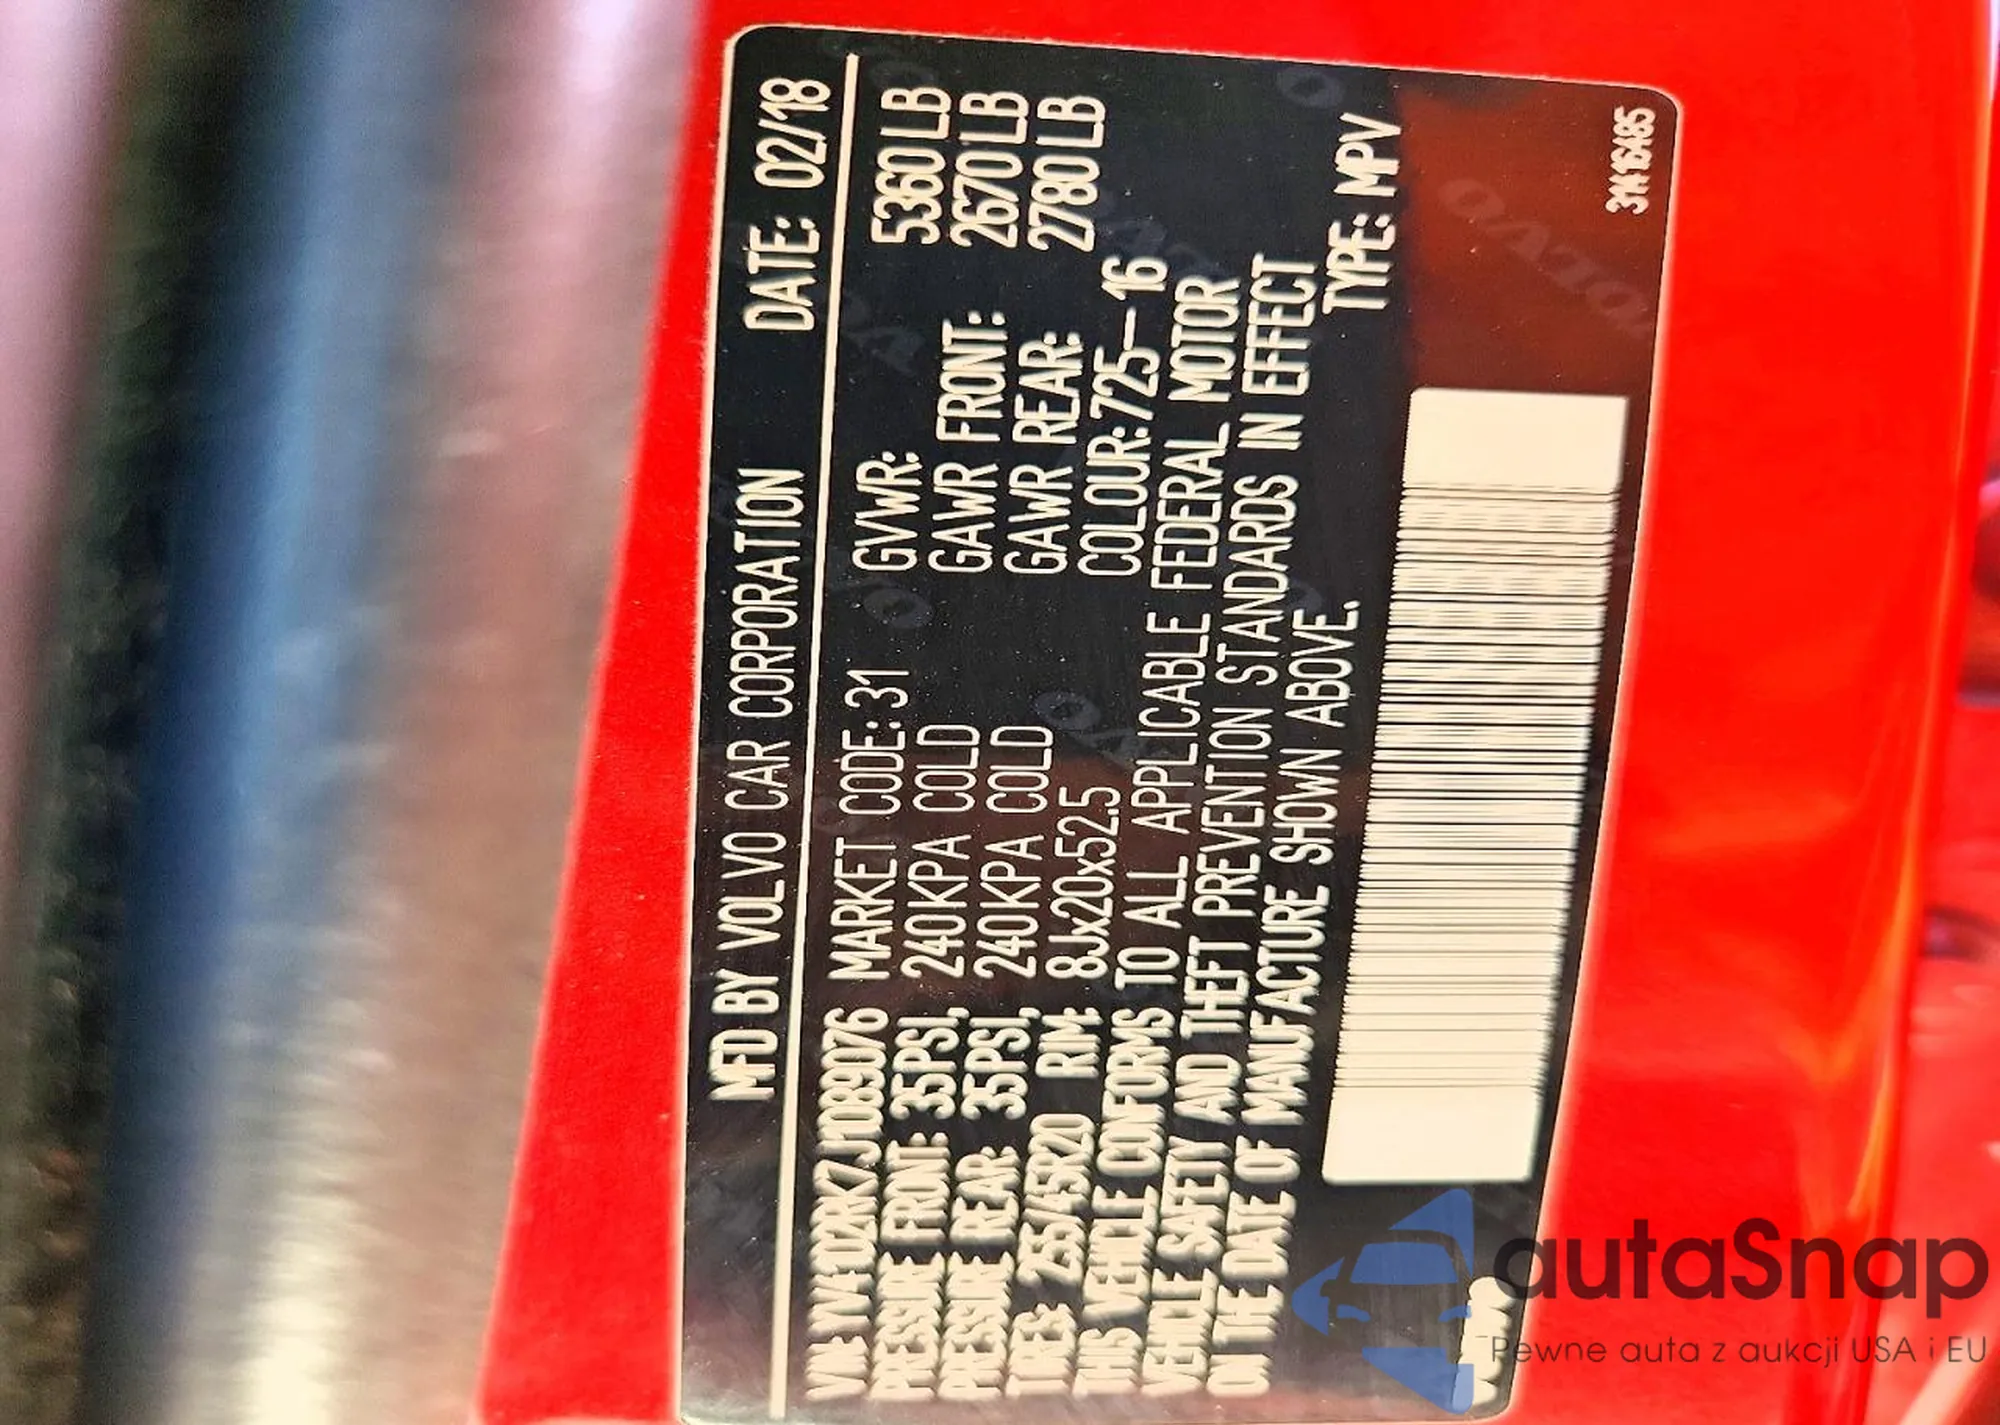 MFD BY VOLVO CAR CORPORATION DATE: 02/18
VIN: YV4102RK7J1089076 MARKET CODE: 31 GVWR: 5360 LB
PRESSURE FRONT: 35PSI, 240KPA COLD GAWR FRONT: 2670 LB
PRESSURE REAR: 35PSI, 240KPA COLD GAWR REAR: 2780 LB
TIRES: 255/45R20 RIM: 8Jx20x52.5 COLOUR: 725-16
THIS VEHICLE CONFORMS TO ALL APPLICABLE FEDERAL MOTOR
VEHICLE SAFETY AND THEFT PREVENTION STANDARDS IN EFFECT
ON THE DATE OF MANUFACTURE SHOWN ABOVE. TYPE: MPV
VOLVO
31416485
autaSnap
Pewne auta z aukcji USA i EU